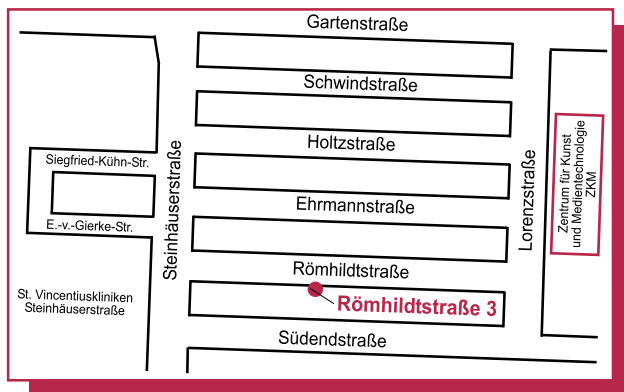 Gartenstraße
Schwindstraße
Holtzstraße
Siegfried-Kühn-Str.
Ehrmannstraße
E.-v.-Gierke-Str.
Steinhäuserstraße
Lorenzstraße
Zentrum für Kunst
und Medientechnologie
ZKM
Römhildtstraße
Römhildtstraße 3
St. Vincentiuskliniken
Steinhäuserstraße
Südendstraße